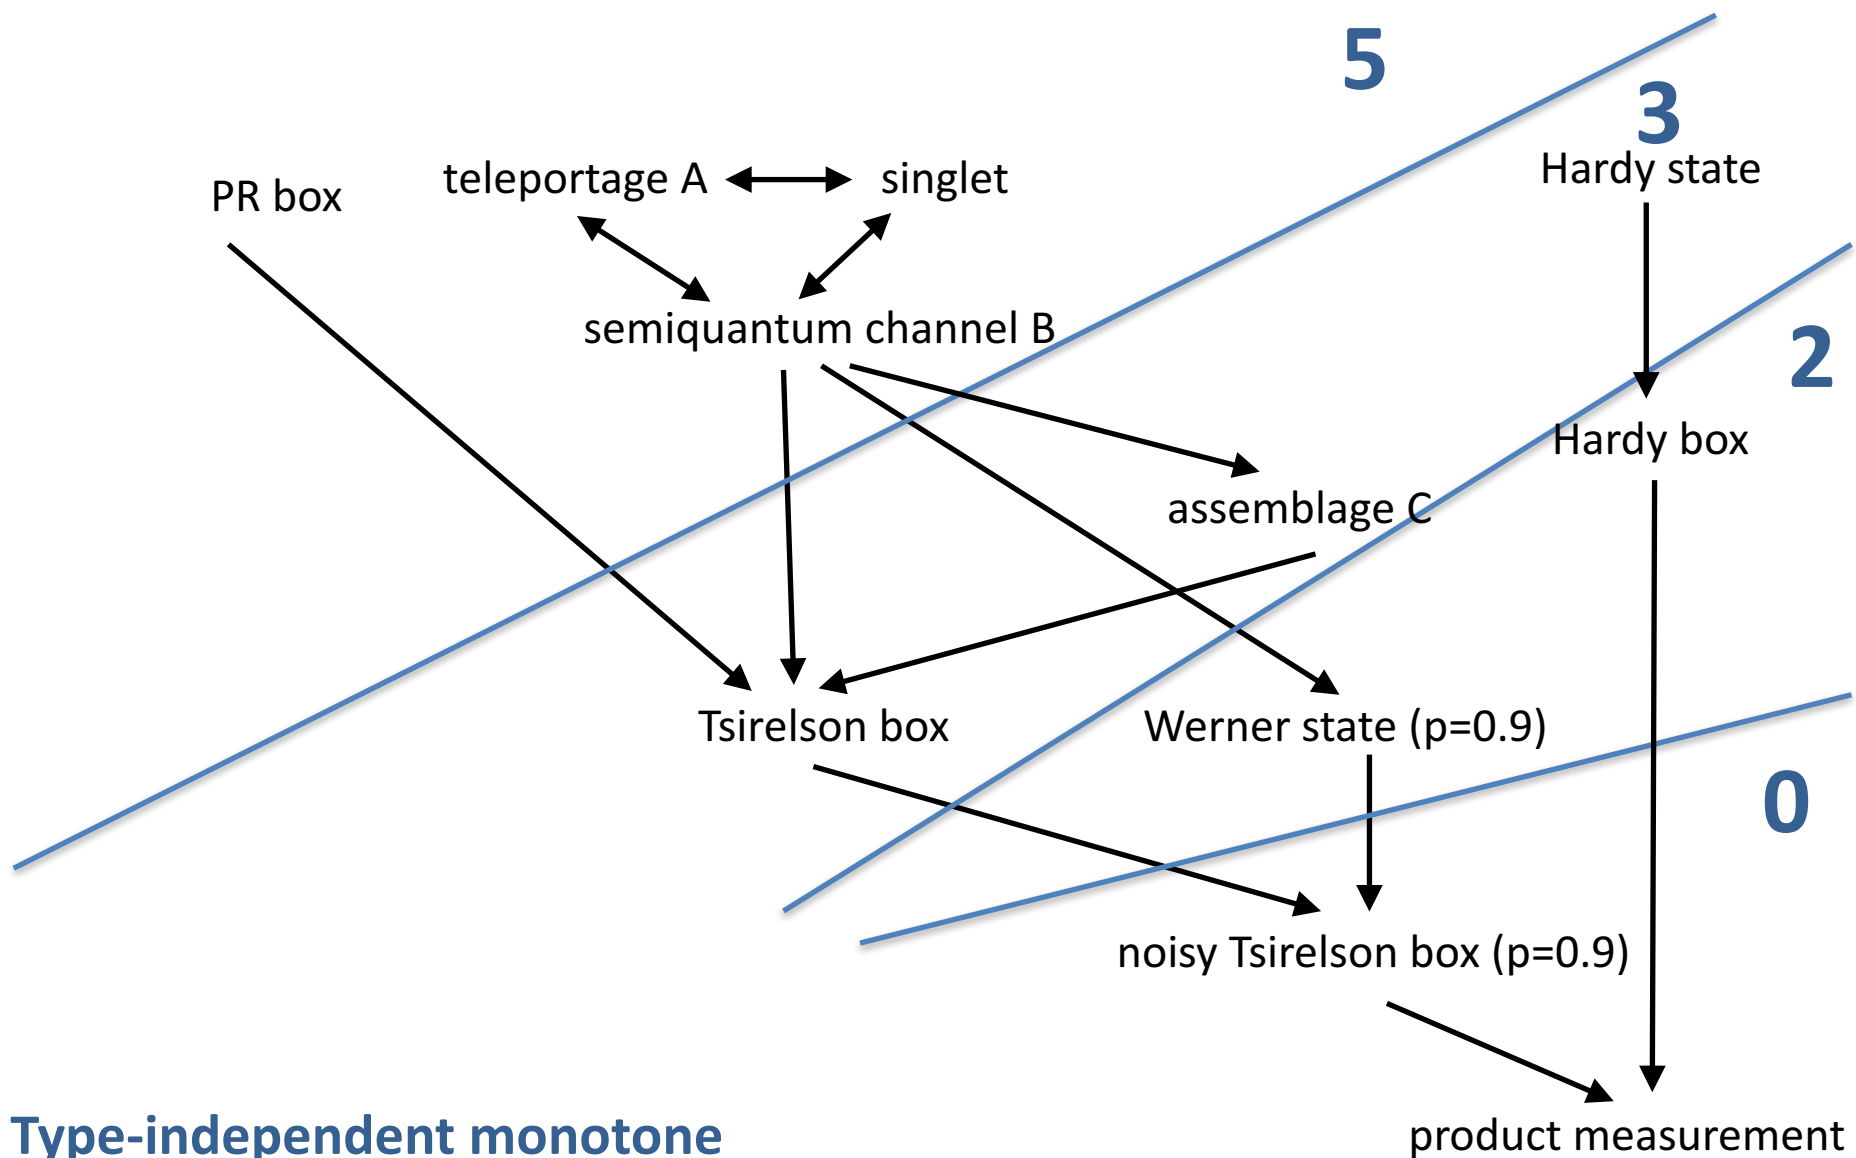 5
3
Hardy state
teleportage A
singlet
PR box
semiquantum channel B
2
Hardy box
assemblage C
Tsirelson box
Werner state (p=0.9)
0
noisy Tsirelson box (p=0.9)
Type-independent monotone
product measurement